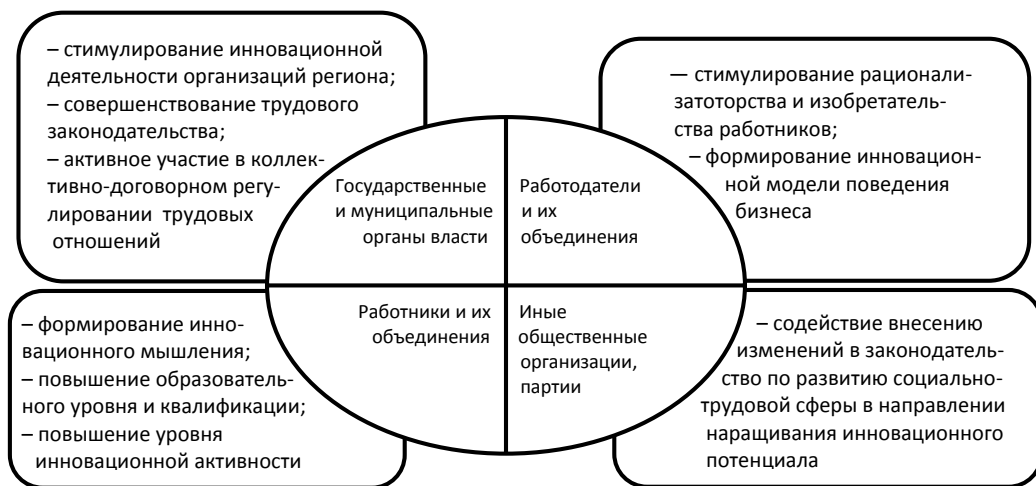 – стимулирование инновационной
деятельности организаций региона;
– совершенствование трудового
законодательства;
– активное участие в коллек-
тивно-договорном регу-
лировании трудовых
отношений
— стимулирование рационали-
затоторства и изобретатель-
ства работников;
– формирование инновацион-
ной модели поведения
бизнеса
Государственные
и муниципальные
органы власти
Работодатели
и их
объединения
Работники и их
объединения
Иные
общественные
организации,
партии
– формирование инно-
вационного мышления;
– повышение образователь-
ного уровня и квалификации;
– повышение уровня
инновационной активности
– содействие внесению
изменений в законодатель-
ство по развитию социально-
трудовой сферы в направлении
наращивания инновационного
потенциала